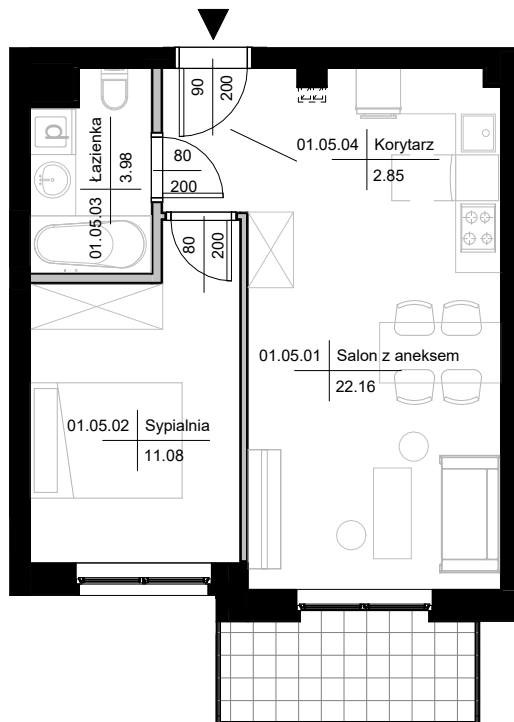 90
200
01.05.04 Korytarz
2.85
80
200
01.05.03 Łazienka
3.98
80
200
01.05.01 Salon z aneksem
22.16
01.05.02 Sypialnia
11.08